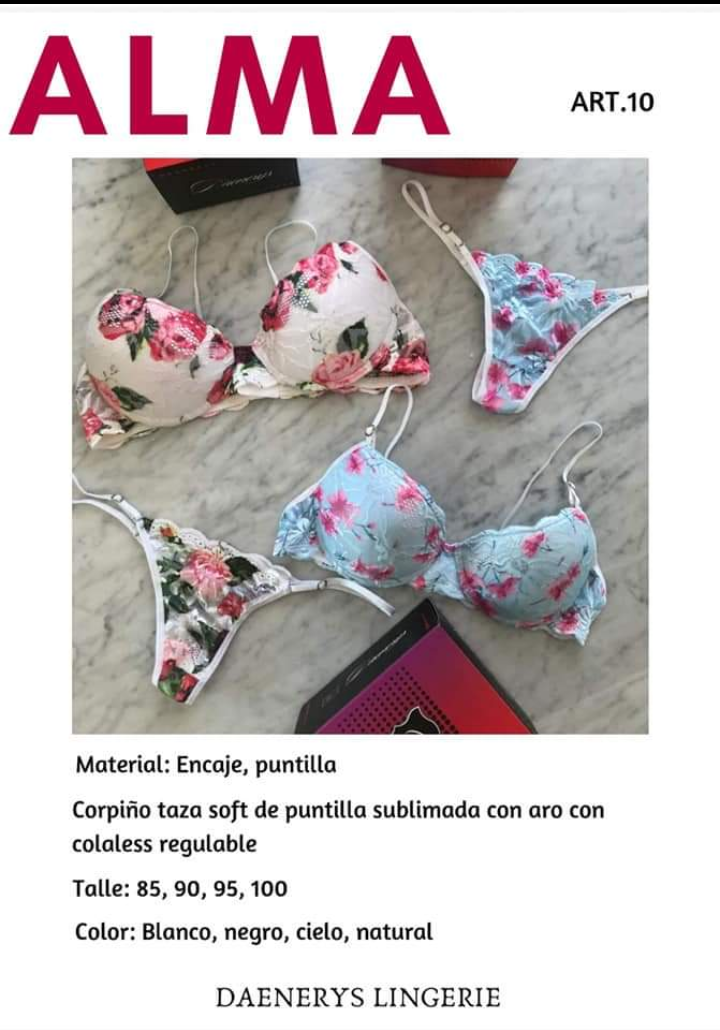 ALMA
ART.10
Material: Encaje, puntilla
Corpiño taza soft de puntilla sublimada con aro con
colaless regulable
Talle: 85, 90, 95, 100
Color: Blanco, negro, cielo, natural
DAENERYS LINGERIE